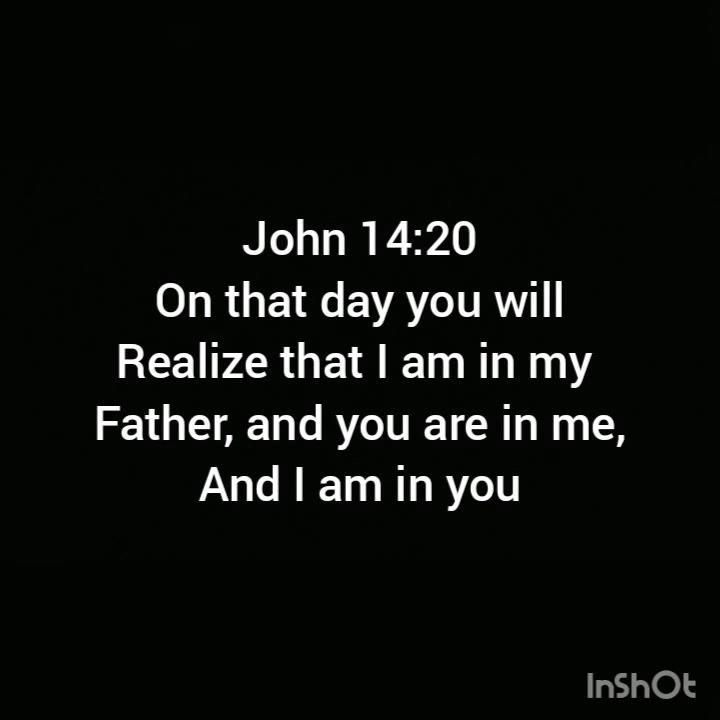 John 14:20
On that day you will
Realize that I am in my
Father, and you are in me,
And I am in you
InShOt